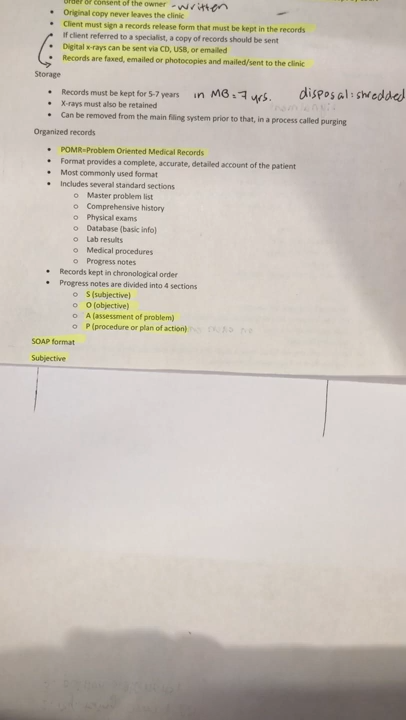 order or consent of the owner - written
• Original copy never leaves the clinic
• Client must sign a records release form that must be kept in the records
• If client referred to a specialist, a copy of records should be sent
• Digital x-rays can be sent via CD, USB, or emailed
• Records are faxed, emailed or photocopies and mailed/sent to the clinic
Storage
• Records must be kept for 5-7 years in MB = 7 yrs. disposal: shredded
• X-rays must also be retained
• Can be removed from the main filing system prior to that, in a process called purging
Organized records
• POMR=Problem Oriented Medical Records
• Format provides a complete, accurate, detailed account of the patient
• Most commonly used format
• Includes several standard sections
o Master problem list
o Comprehensive history
o Physical exams
o Database (basic info)
o Lab results
o Medical procedures
o Progress notes
• Records kept in chronological order
• Progress notes are divided into 4 sections
o S (subjective)
o O (objective)
o A (assessment of problem)
o P (procedure or plan of action)
SOAP format
Subjective